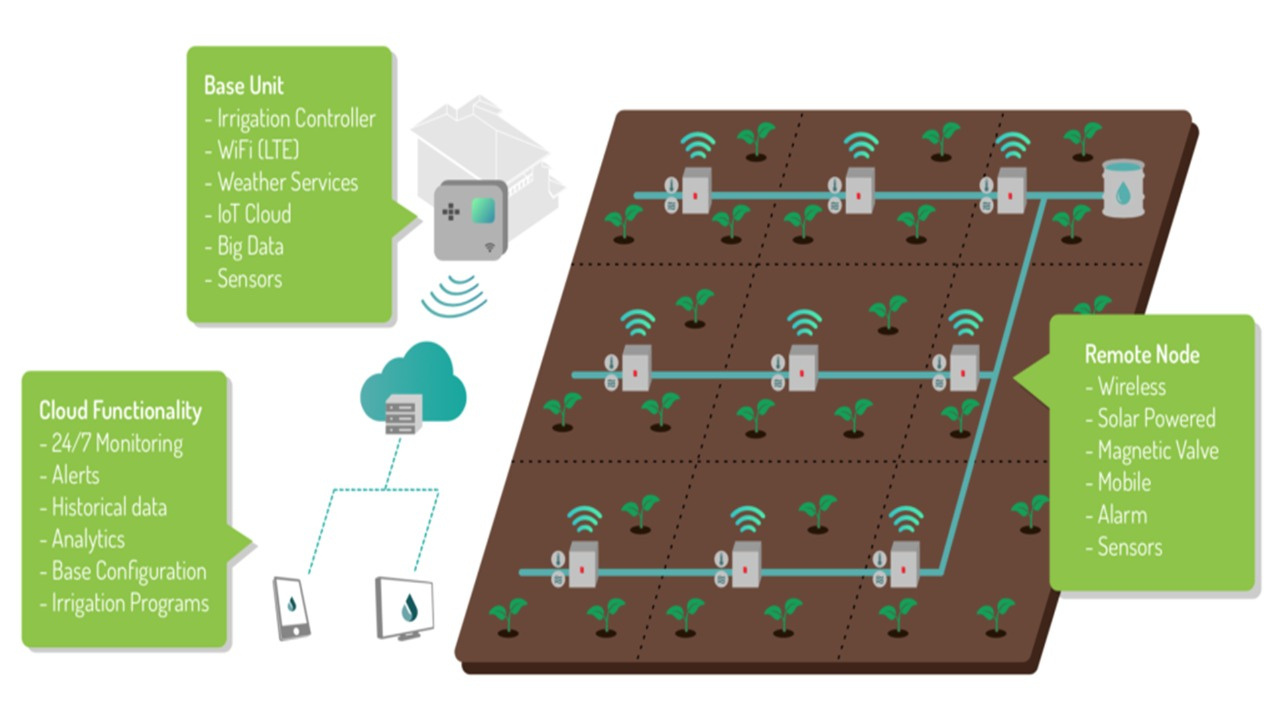 Base Unit
- Irrigation Controller
- WiFi (LTE)
- Weather Services
- IoT Cloud
- Big Data
- Sensors
Cloud Functionality
- 24/7 Monitoring
- Alerts
- Historical data
- Analytics
- Base Configuration
- Irrigation Programs
Remote Node
- Wireless
- Solar Powered
- Magnetic Valve
- Mobile
- Alarm
- Sensors